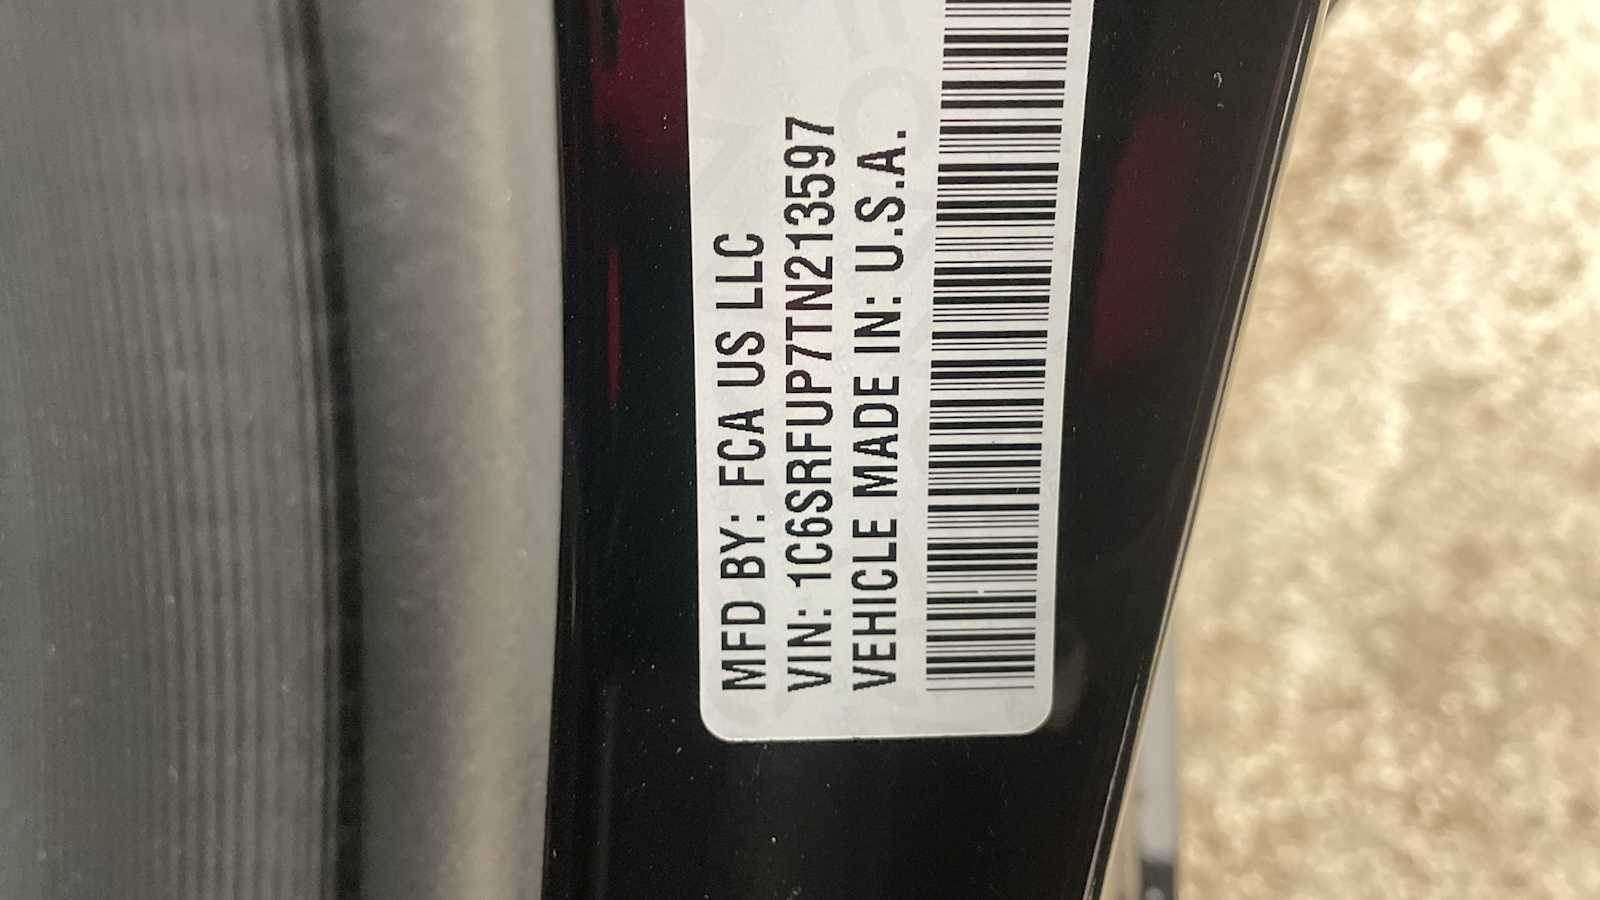 MFD BY: FCA US LLC
VIN: 1C6SRFUP7TN213597
VEHICLE MADE IN: U.S.A.